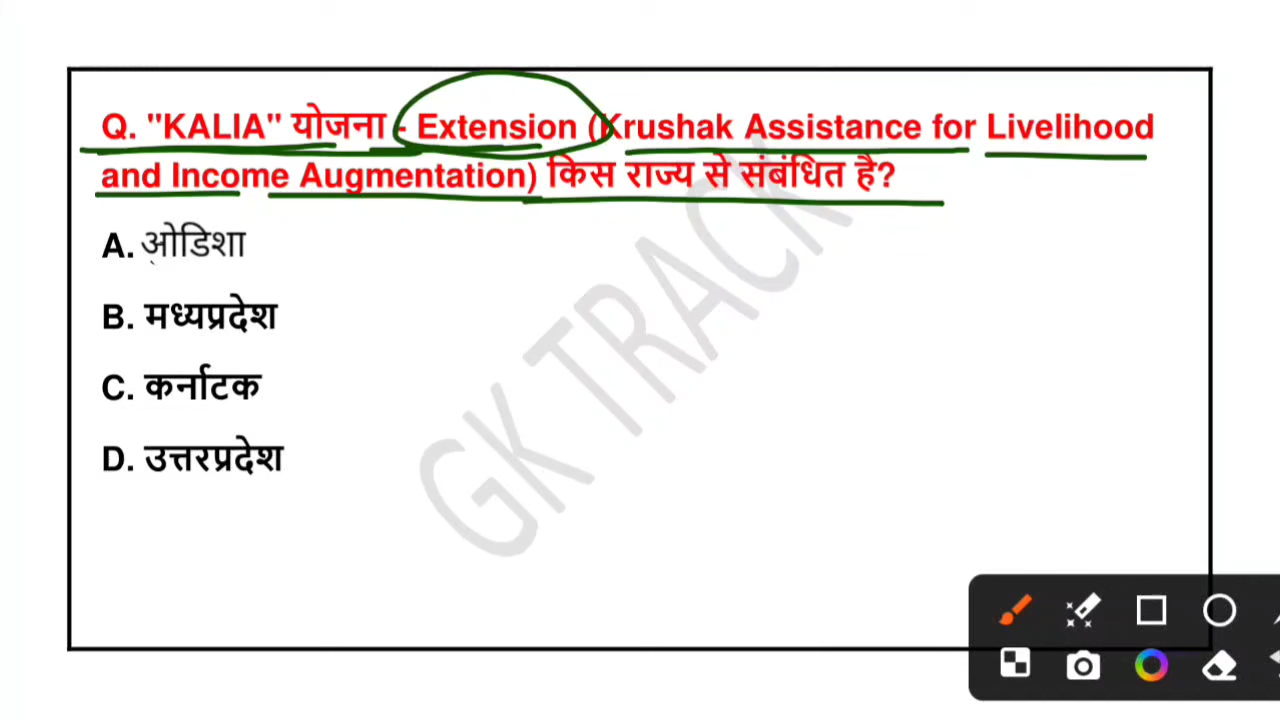 Q. "KALIA" योजना - Extension (Krushak Assistance for Livelihood
and Income Augmentation) किस राज्य से संबंधित है?
A. ओडिशा
B. मध्यप्रदेश
C. कर्नाटक
D. उत्तरप्रदेश
GK TRACK